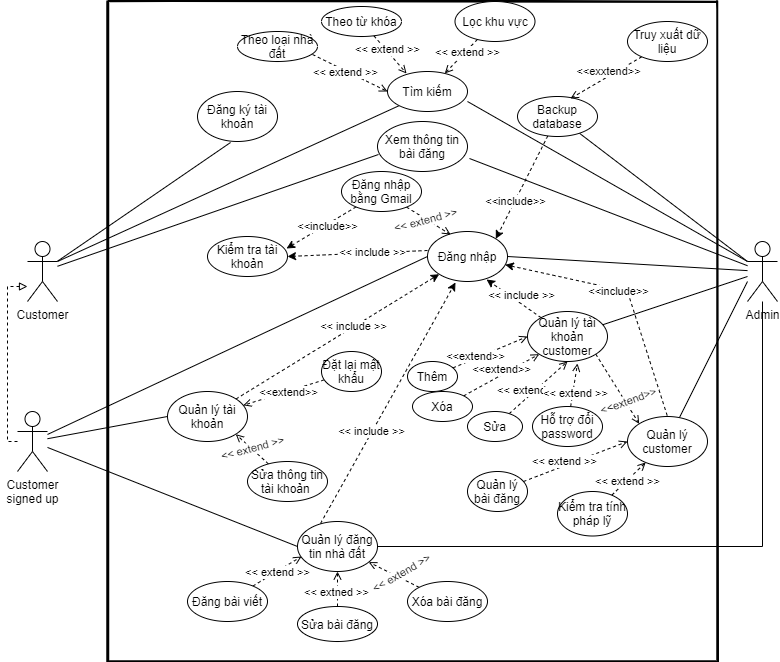 Theo từ khóa
Lọc khu vực
Theo loại nhà
đất
<< extend >>
<< extend >>
<< extend >>
Truy xuất dữ
liệu
<<exxtend>>
Tìm kiếm
Đăng ký tài
khoản
Backup
database
Xem thông tin
bài đăng
Đăng nhập
bằng Gmail
<<include>>
<<include>>
<< extend >>
Kiểm tra tài
khoản
<< include >>
Đăng nhập
Customer
Admin
<< include >>
<<include>>
<< include >>
Quản lý tài
khoản
customer
<<extend>>
Thêm
<<extend>>
Đặt lại mật
khẩu
<<extend>>
<< extend >>
<<extend>>
Xóa
Quản lý tài
khoản
Sửa
Hỗ trợ đổi
password
Quản lý
customer
<< include >>
<< extend >>
Customer
signed up
Sửa thông tin
tài khoản
<< extend >>
Quản lý
bài đăng
<< extend >>
Kiểm tra tính
pháp lý
Quản lý đăng
tin nhà đất
<< extend >>
<< extned >>
<< extend >>
Đăng bài viết
Sửa bài đăng
Xóa bài đăng